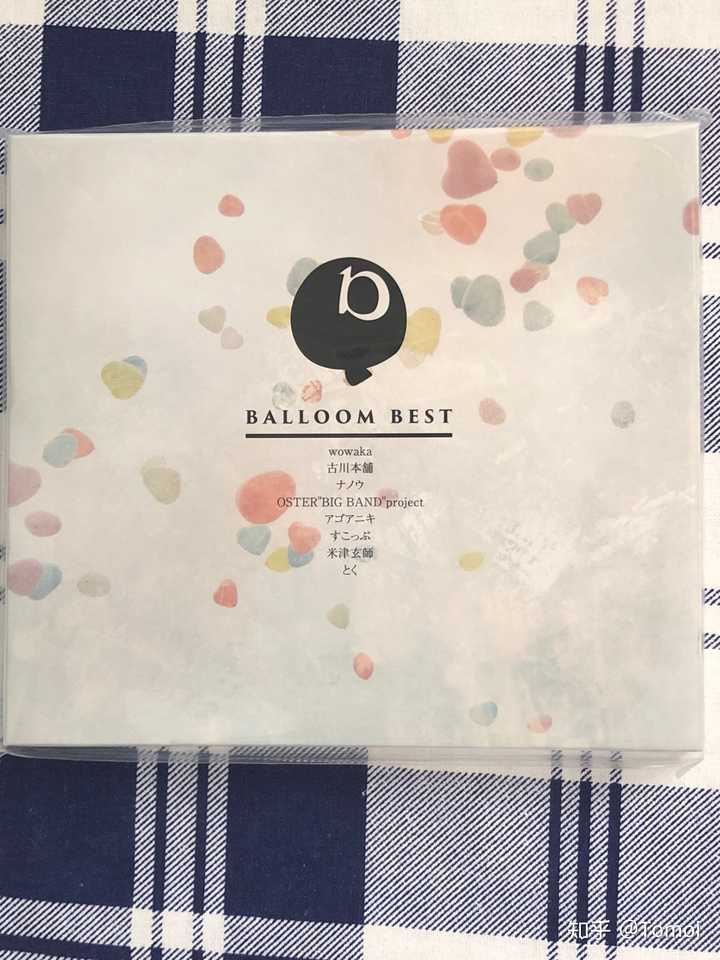 b
BALLOOM BEST
wowaka
古川本舗
ナノウ
OSTER"BIG BAND"project
アゴアニキ
すこっぷ
米津玄師
とく
知乎 @1omoi